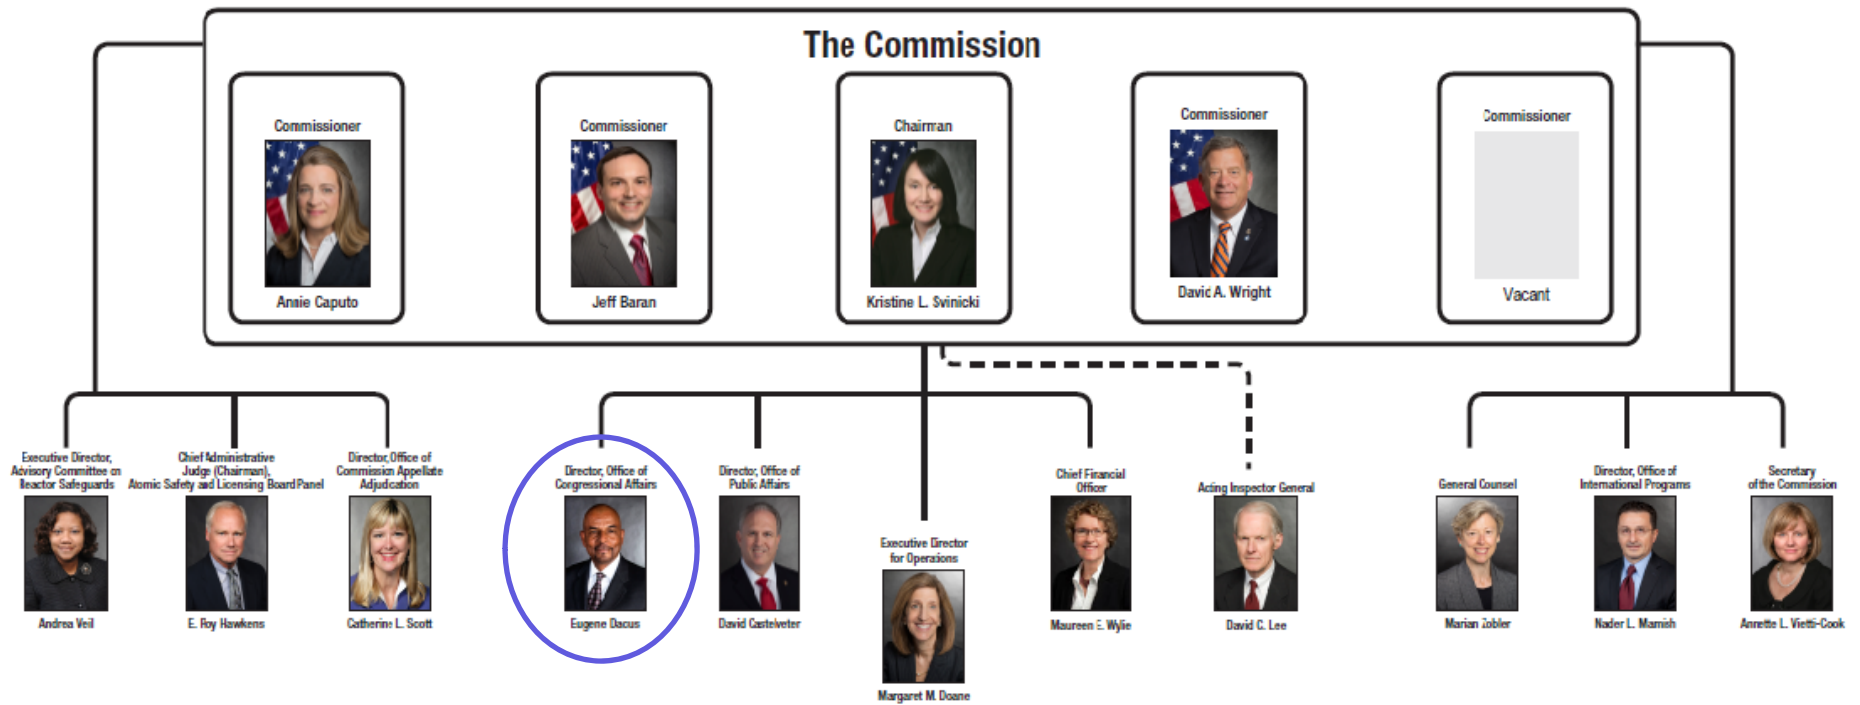 The Commission
Commissioner
Annie Caputo
Commissioner
Jeff Baran
Chairman
Kristine L. Svinicki
Commissioner
David A. Wright
Commissioner
Vacant
Executive Director,
Advisory Committee on
Reactor Safeguards
Andrea Veil
Chief Administrative
Judge (Chairman),
Atomic Safety and Licensing Board Panel
E. Roy Hawkens
Director, Office of
Commission Appellate
Adjudication
Catherine L. Scott
Director, Office of
Congressional Affairs
Eugene Dacus
Director, Office of
Public Affairs
David Castelveter
Executive Director
for Operations
Margaret M. Doane
Chief Financial
Officer
Maureen E. Wylie
Acting Inspector General
David C. Lee
General Counsel
Marian Zobler
Director, Office of
International Programs
Nader L. Mamish
Secretary
of the Commission
Annette L. Vietti-Cook